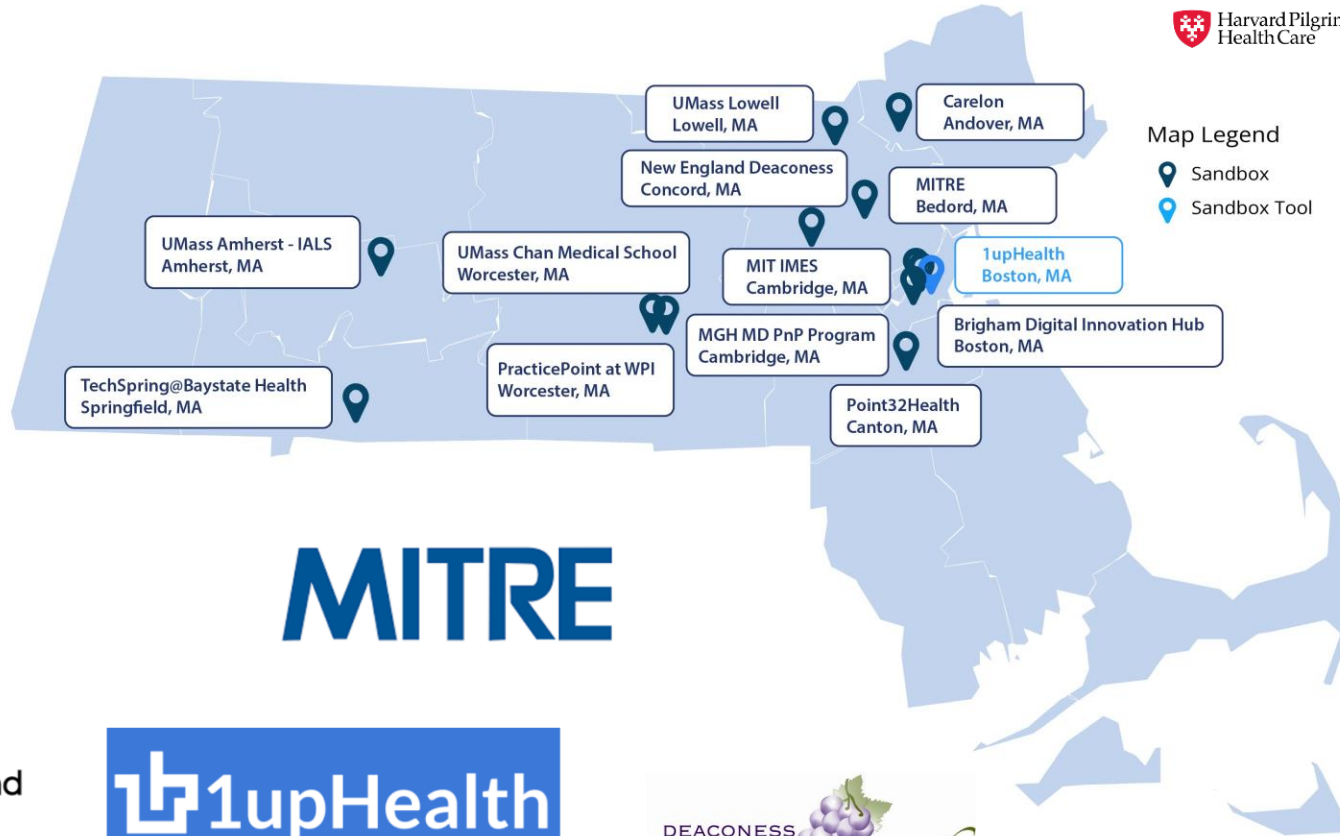 Harvard Pilgrim
Health Care
UMass Lowell
Lowell, MA
Carelon
Andover, MA
Map Legend
Sandbox
Sandbox Tool
New England Deaconess
Concord, MA
MITRE
Bedord, MA
UMass Amherst - IALS
Amherst, MA
UMass Chan Medical School
Worcester, MA
MIT IMES
Cambridge, MA
1upHealth
Boston, MA
MGH MD PnP Program
Cambridge, MA
Brigham Digital Innovation Hub
Boston, MA
PracticePoint at WPI
Worcester, MA
TechSpring@Baystate Health
Springfield, MA
Point32Health
Canton, MA
MITRE
1upHealth
DEACONESS